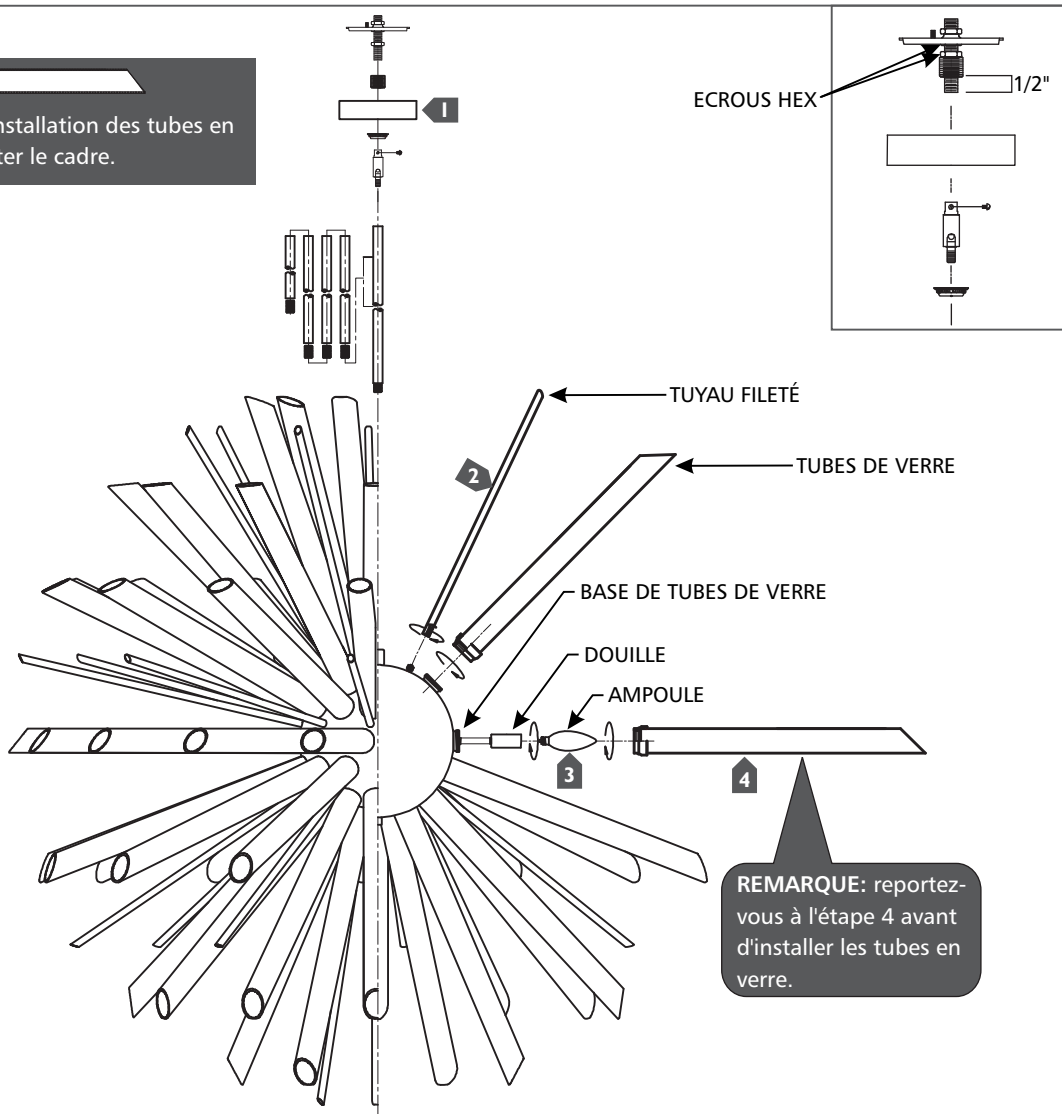 nstallation des tubes en
ter le cadre.
1
ECROUS HEX
1/2"
TUYAU FILETÉ
2
TUBES DE VERRE
BASE DE TUBES DE VERRE
DOUILLE
AMPOULE
3
4
REMARQUE: reportez-
vous à l'étape 4 avant
d'installer les tubes en
verre.